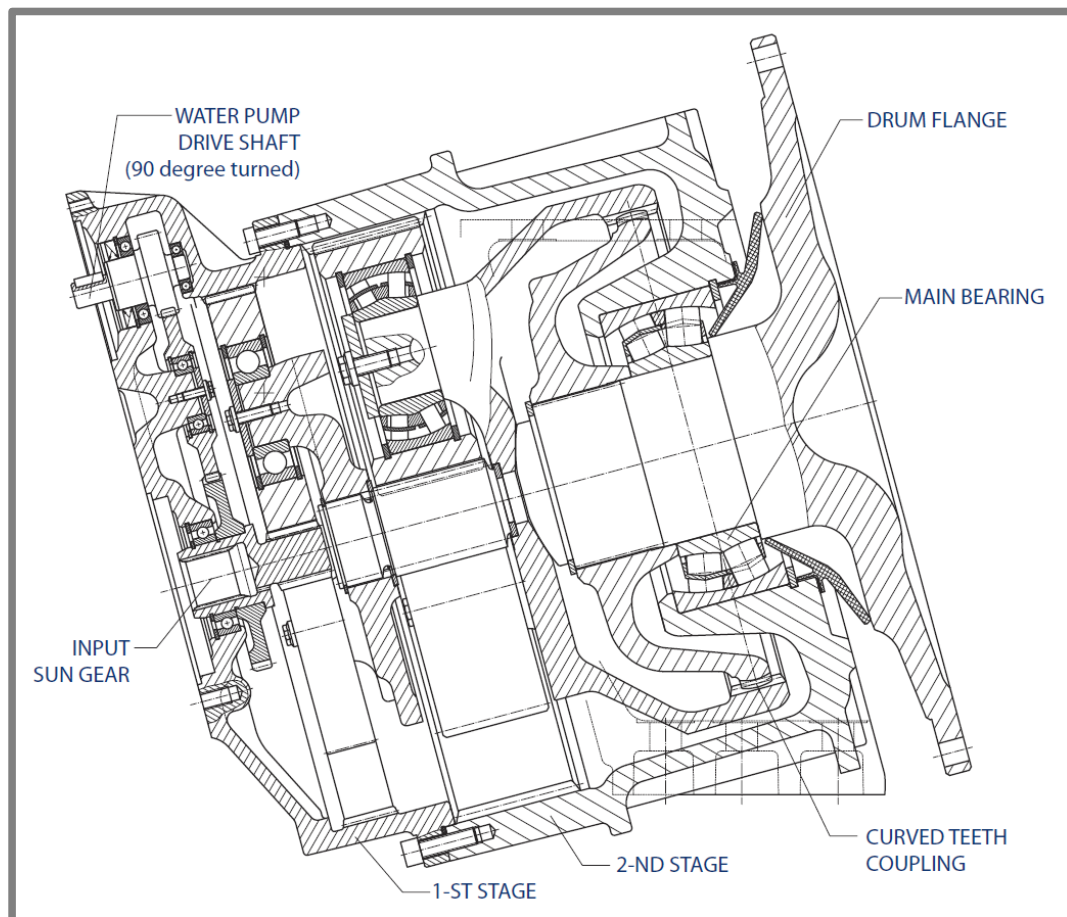 WATER PUMP
DRIVE SHAFT
(90 degree turned)
DRUM FLANGE
MAIN BEARING
INPUT
SUN GEAR
CURVED TEETH
COUPLING
2-ND STAGE
1-ST STAGE